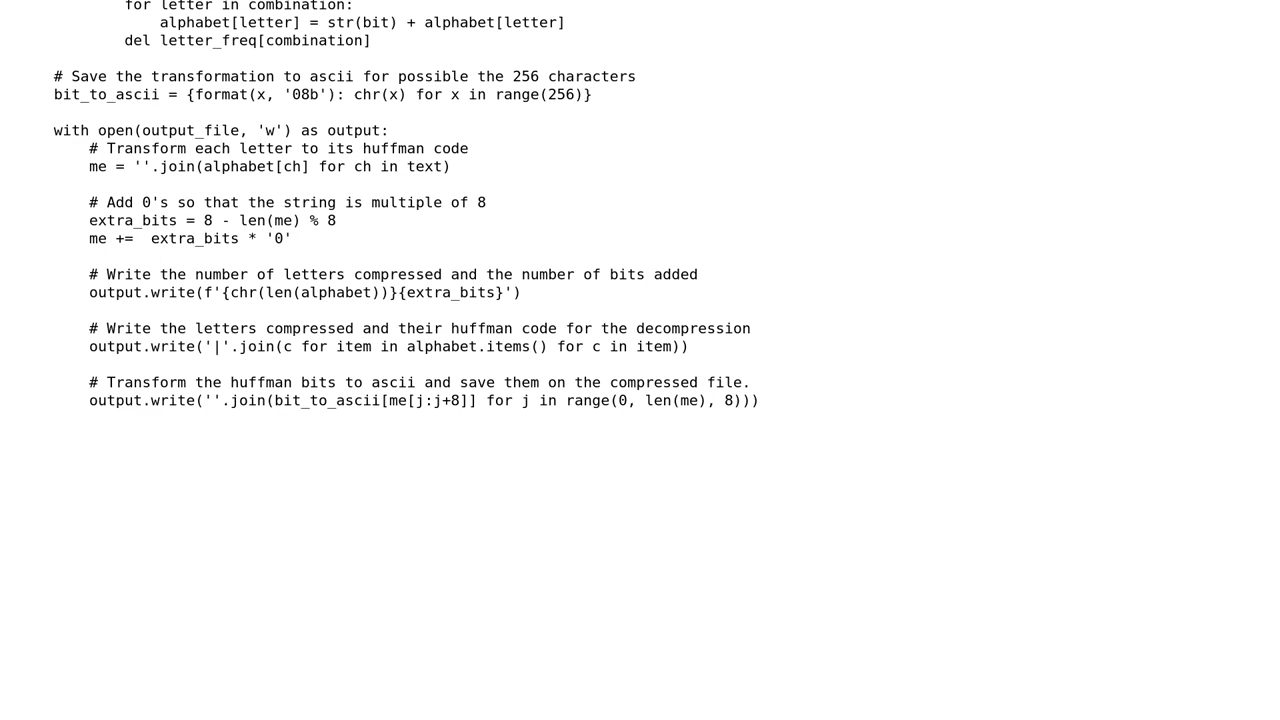 for letter in combination:
alphabet[letter] = str(bit) + alphabet[letter]
del letter_freq[combination]
# Save the transformation to ascii for possible the 256 characters
bit_to_ascii = {format(x, '08b'): chr(x) for x in range(256)}
with open(output_file, 'w') as output:
# Transform each letter to its huffman code
me = ''.join(alphabet[ch] for ch in text)
# Add 0's so that the string is multiple of 8
extra_bits = 8 - len(me) % 8
me +=  extra_bits * '0'
# Write the number of letters compressed and the number of bits added
output.write(f'{chr(len(alphabet))}{extra_bits}')
# Write the letters compressed and their huffman code for the decompression
output.write('|'.join(c for item in alphabet.items() for c in item))
# Transform the huffman bits to ascii and save them on the compressed file.
output.write(''.join(bit_to_ascii[me[j:j+8]] for j in range(0, len(me), 8)))